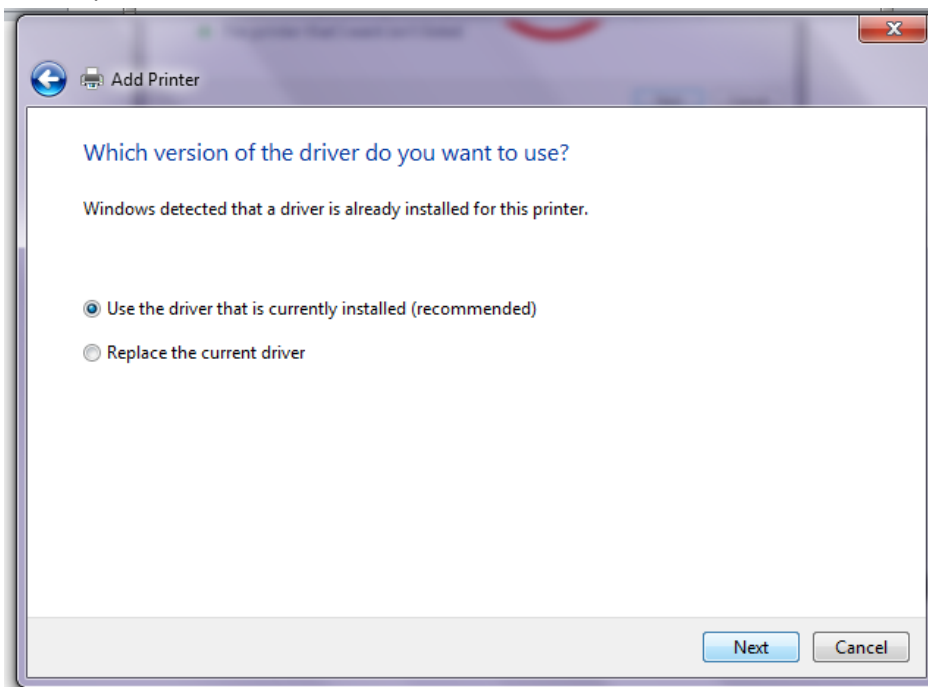 Add Printer
Which version of the driver do you want to use?
Windows detected that a driver is already installed for this printer.
Use the driver that is currently installed (recommended)
Replace the current driver
Next
Cancel